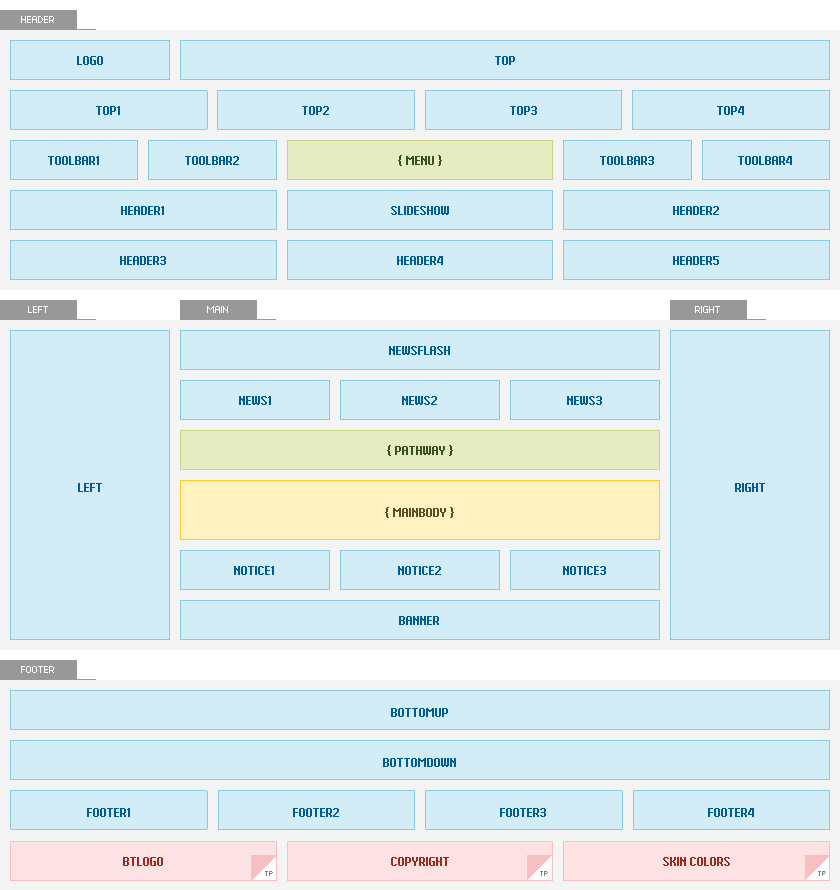 HEADER
LOGO TOP
TOP1 TOP2 TOP3 TOP4
TOOLBAR1 TOOLBAR2 { MENU } TOOLBAR3 TOOLBAR4
HEADER1 SLIDESHOW HEADER2
HEADER3 HEADER4 HEADER5
LEFT MAIN RIGHT
NEWSFLASH
NEWS1 NEWS2 NEWS3
{ PATHWAY }
LEFT RIGHT
{ MAINBODY }
NOTICE1 NOTICE2 NOTICE3
BANNER
FOOTER
BOTTOMUP
BOTTOMDOWN
FOOTER1 FOOTER2 FOOTER3 FOOTER4
BTLOGO COPYRIGHT SKIN COLORS
TP TP TP